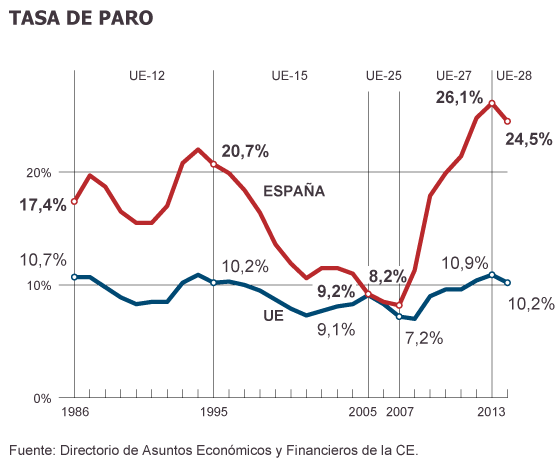 TASA DE PARO
UE-12 UE-15 UE-25 UE-27 UE-28
26,1%
24,5%
20,7%
20%
ESPAÑA
17,4%
10,7%
10,2%
9,2%
8,2%
10,9%
10%
10,2%
UE
9,1%
7,2%
0%
1986 1995 2005 2007 2013
Fuente: Directorio de Asuntos Económicos y Financieros de la CE.